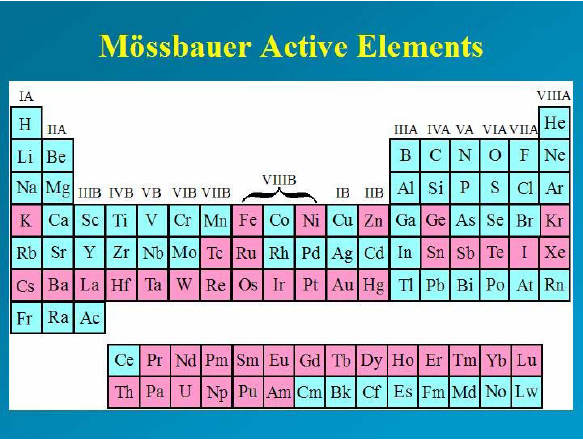 Mössbauer Active Elements
IA VIIIA
H IIA IIIA IVA VA VIA VIIA He
Li Be B C N O F Ne
Na Mg IIIB IVB VB VIB VIIB VIIIB IB IIB Al Si P S Cl Ar
K Ca Sc Ti V Cr Mn Fe Co Ni Cu Zn Ga Ge As Se Br Kr
Rb Sr Y Zr Nb Mo Tc Ru Rh Pd Ag Cd In Sn Sb Te I Xe
Cs Ba La Hf Ta W Re Os Ir Pt Au Hg Tl Pb Bi Po At Rn
Fr Ra Ac
Ce Pr Nd Pm Sm Eu Gd Tb Dy Ho Er Tm Yb Lu
Th Pa U Np Pu Am Cm Bk Cf Es Fm Md No Lw